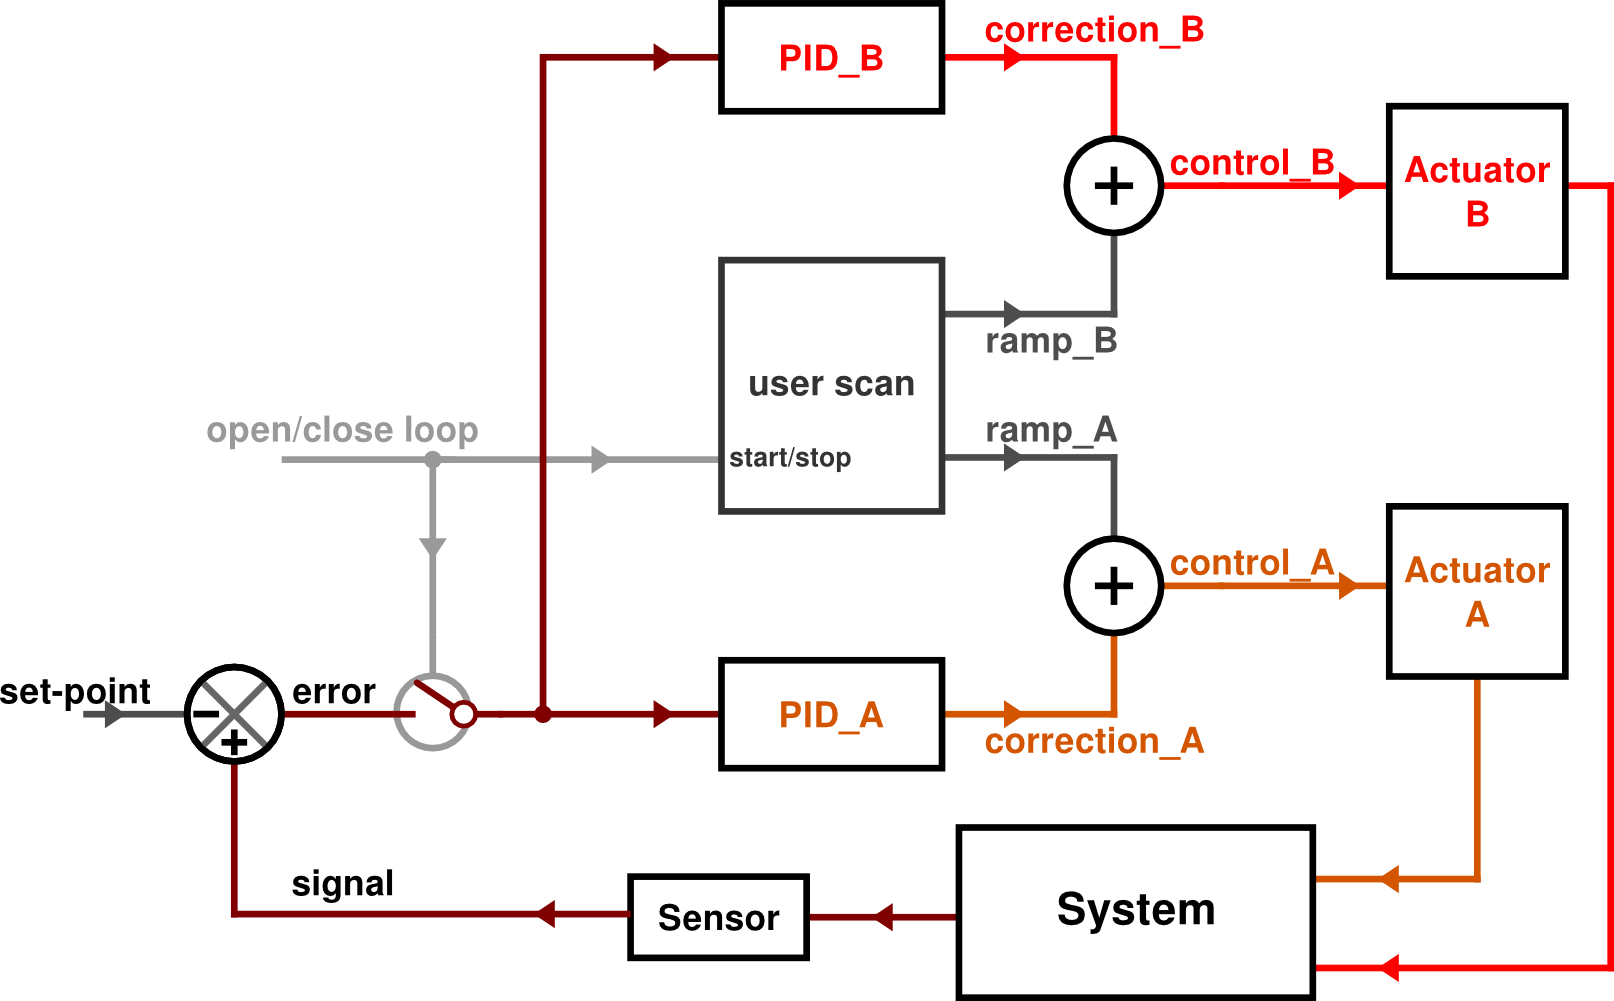 correction_B
PID_B
control_B
Actuator
B
ramp_B
user scan
open/close loop
ramp_A
start/stop
control_A
Actuator
A
set-point
error
PID_A
correction_A
signal
Sensor
System